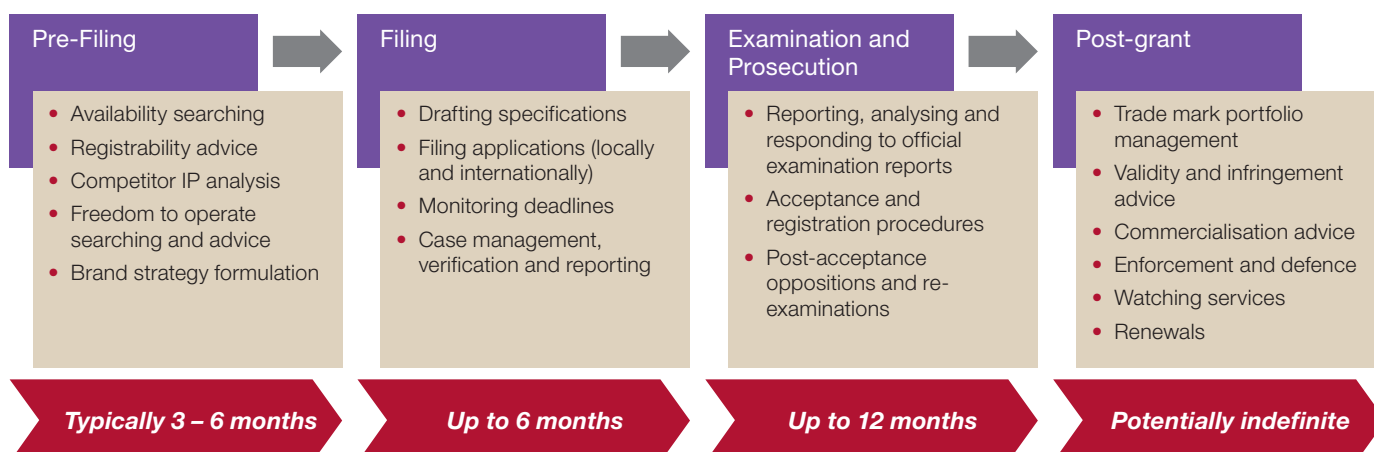 Pre-Filing
• Availability searching
• Registrability advice
• Competitor IP analysis
• Freedom to operate
searching and advice
• Brand strategy formulation
Typically 3 – 6 months
Filing
• Drafting specifications
• Filing applications (locally
and internationally)
• Monitoring deadlines
• Case management,
verification and reporting
Up to 6 months
Examination and
Prosecution
• Reporting, analysing and
responding to official
examination reports
• Acceptance and
registration procedures
• Post-acceptance
oppositions and re-
examinations
Up to 12 months
Post-grant
• Trade mark portfolio
management
• Validity and infringement
advice
• Commercialisation advice
• Enforcement and defence
• Watching services
• Renewals
Potentially indefinite